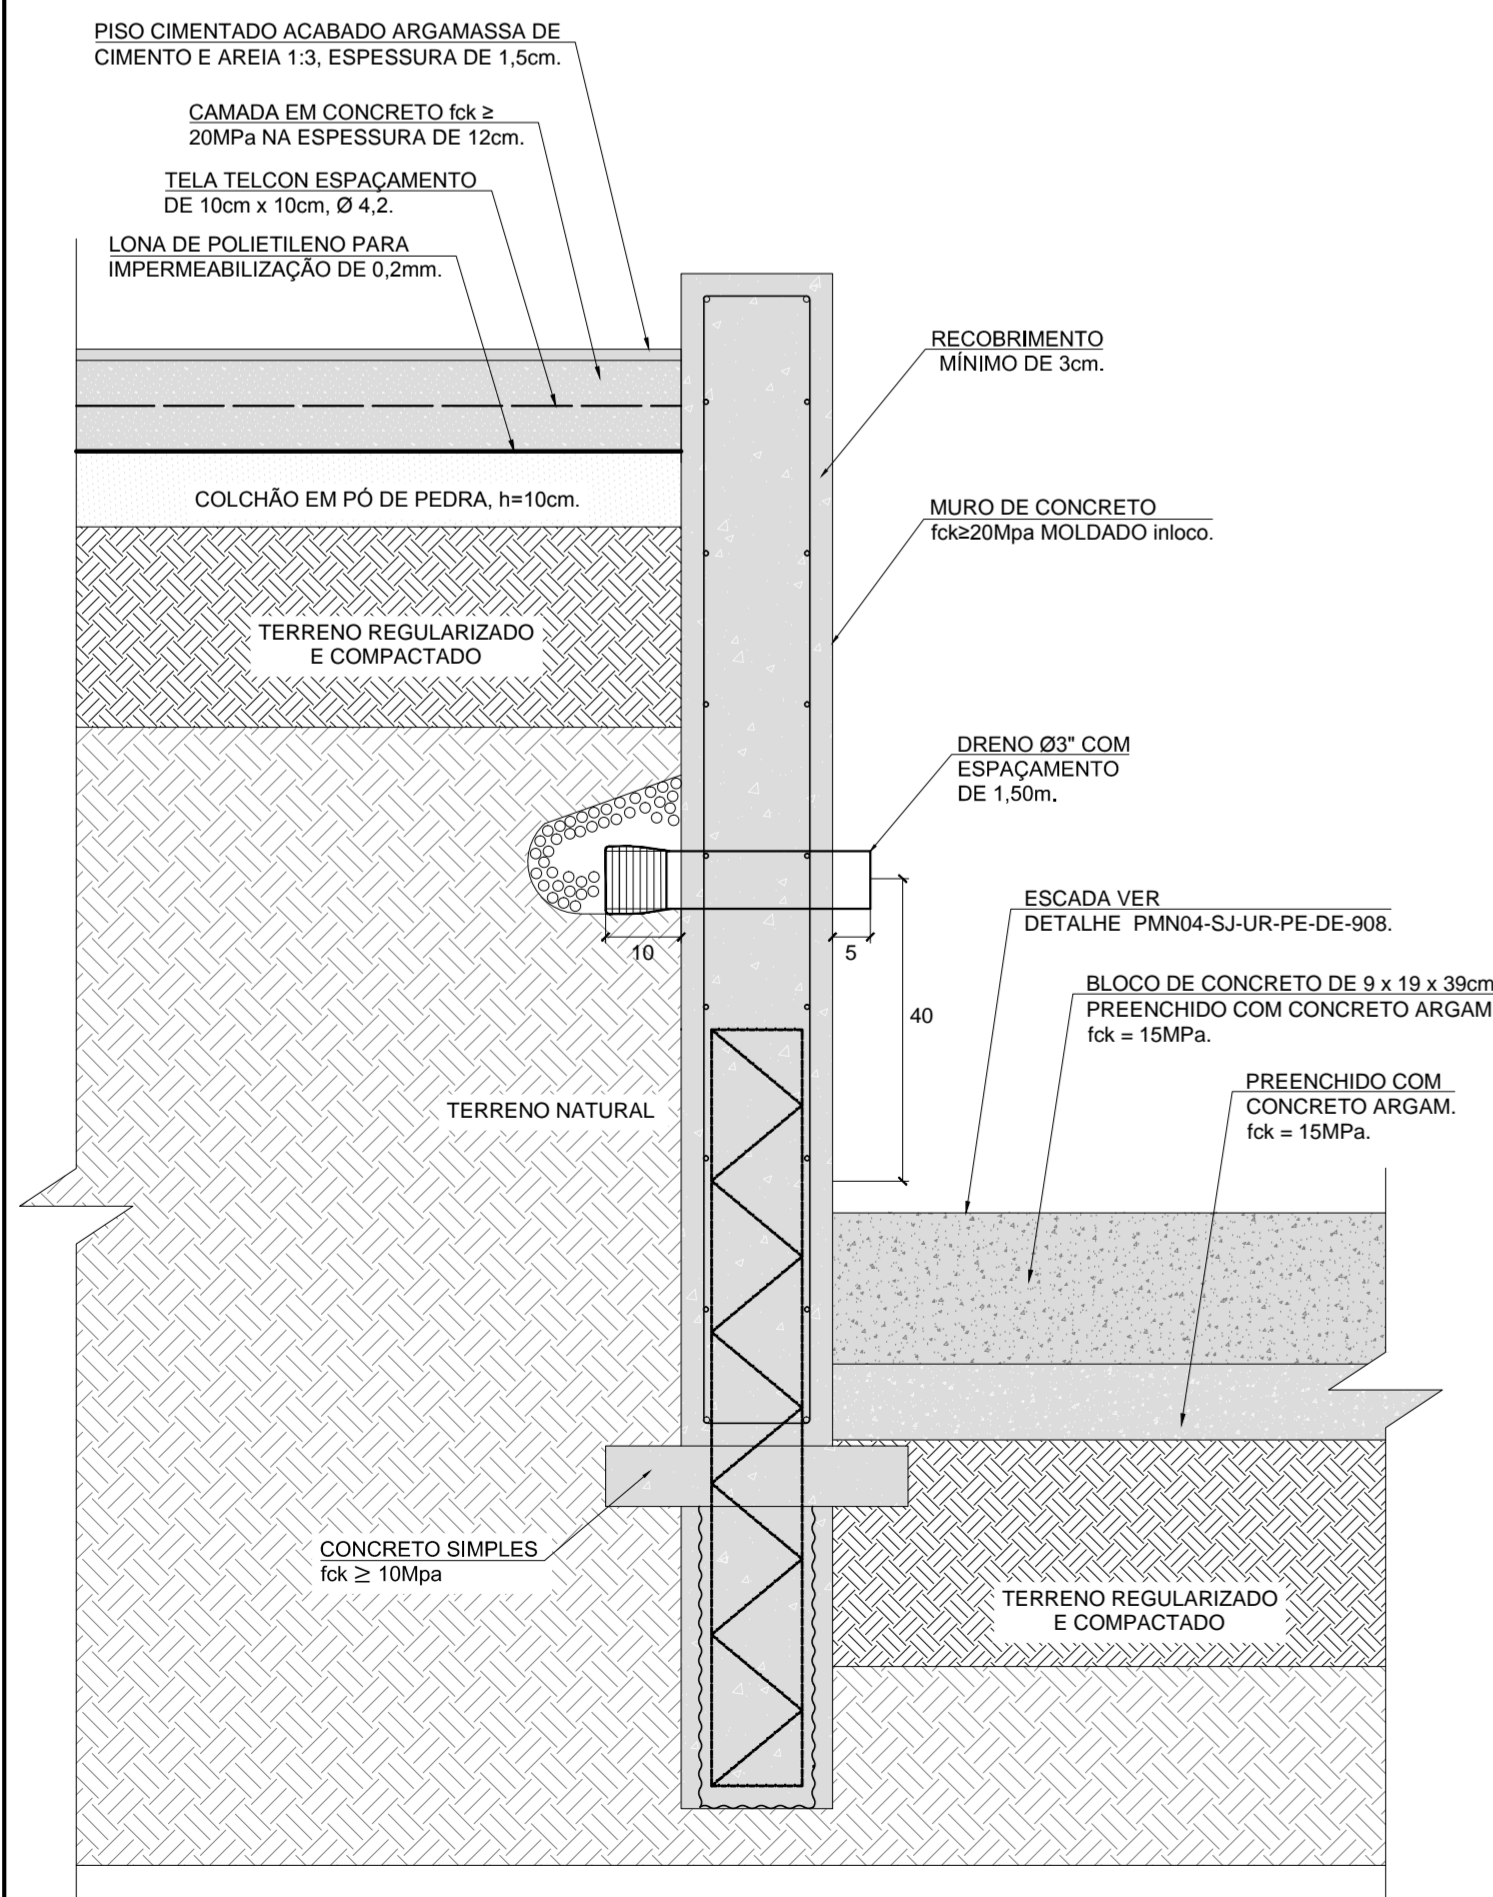 PISO CIMENTADO ACABADO ARGAMASSA DE
CIMENTO E AREIA 1:3, ESPESSURA DE 1,5cm.
CAMADA EM CONCRETO fck ≥
20MPa NA ESPESSURA DE 12cm.
TELA TELCON ESPAÇAMENTO
DE 10cm x 10cm, Ø 4,2.
LONA DE POLIETILENO PARA
IMPERMEABILIZAÇÃO DE 0,2mm.
RECOBRIMENTO
MÍNIMO DE 3cm.
COLCHÃO EM PÓ DE PEDRA, h=10cm.
MURO DE CONCRETO
fck≥20Mpa MOLDADO inloco.
TERRENO REGULARIZADO
E COMPACTADO
DRENO Ø3" COM
ESPAÇAMENTO
DE 1,50m.
ESCADA VER
DETALHE PMN04-SJ-UR-PE-DE-908.
10
5
BLOCO DE CONCRETO DE 9 x 19 x 39cm
PREENCHIDO COM CONCRETO ARGAM
fck = 15MPa.
40
PREENCHIDO COM
CONCRETO ARGAM.
fck = 15MPa.
TERRENO NATURAL
CONCRETO SIMPLES
fck ≥ 10Mpa
TERRENO REGULARIZADO
E COMPACTADO